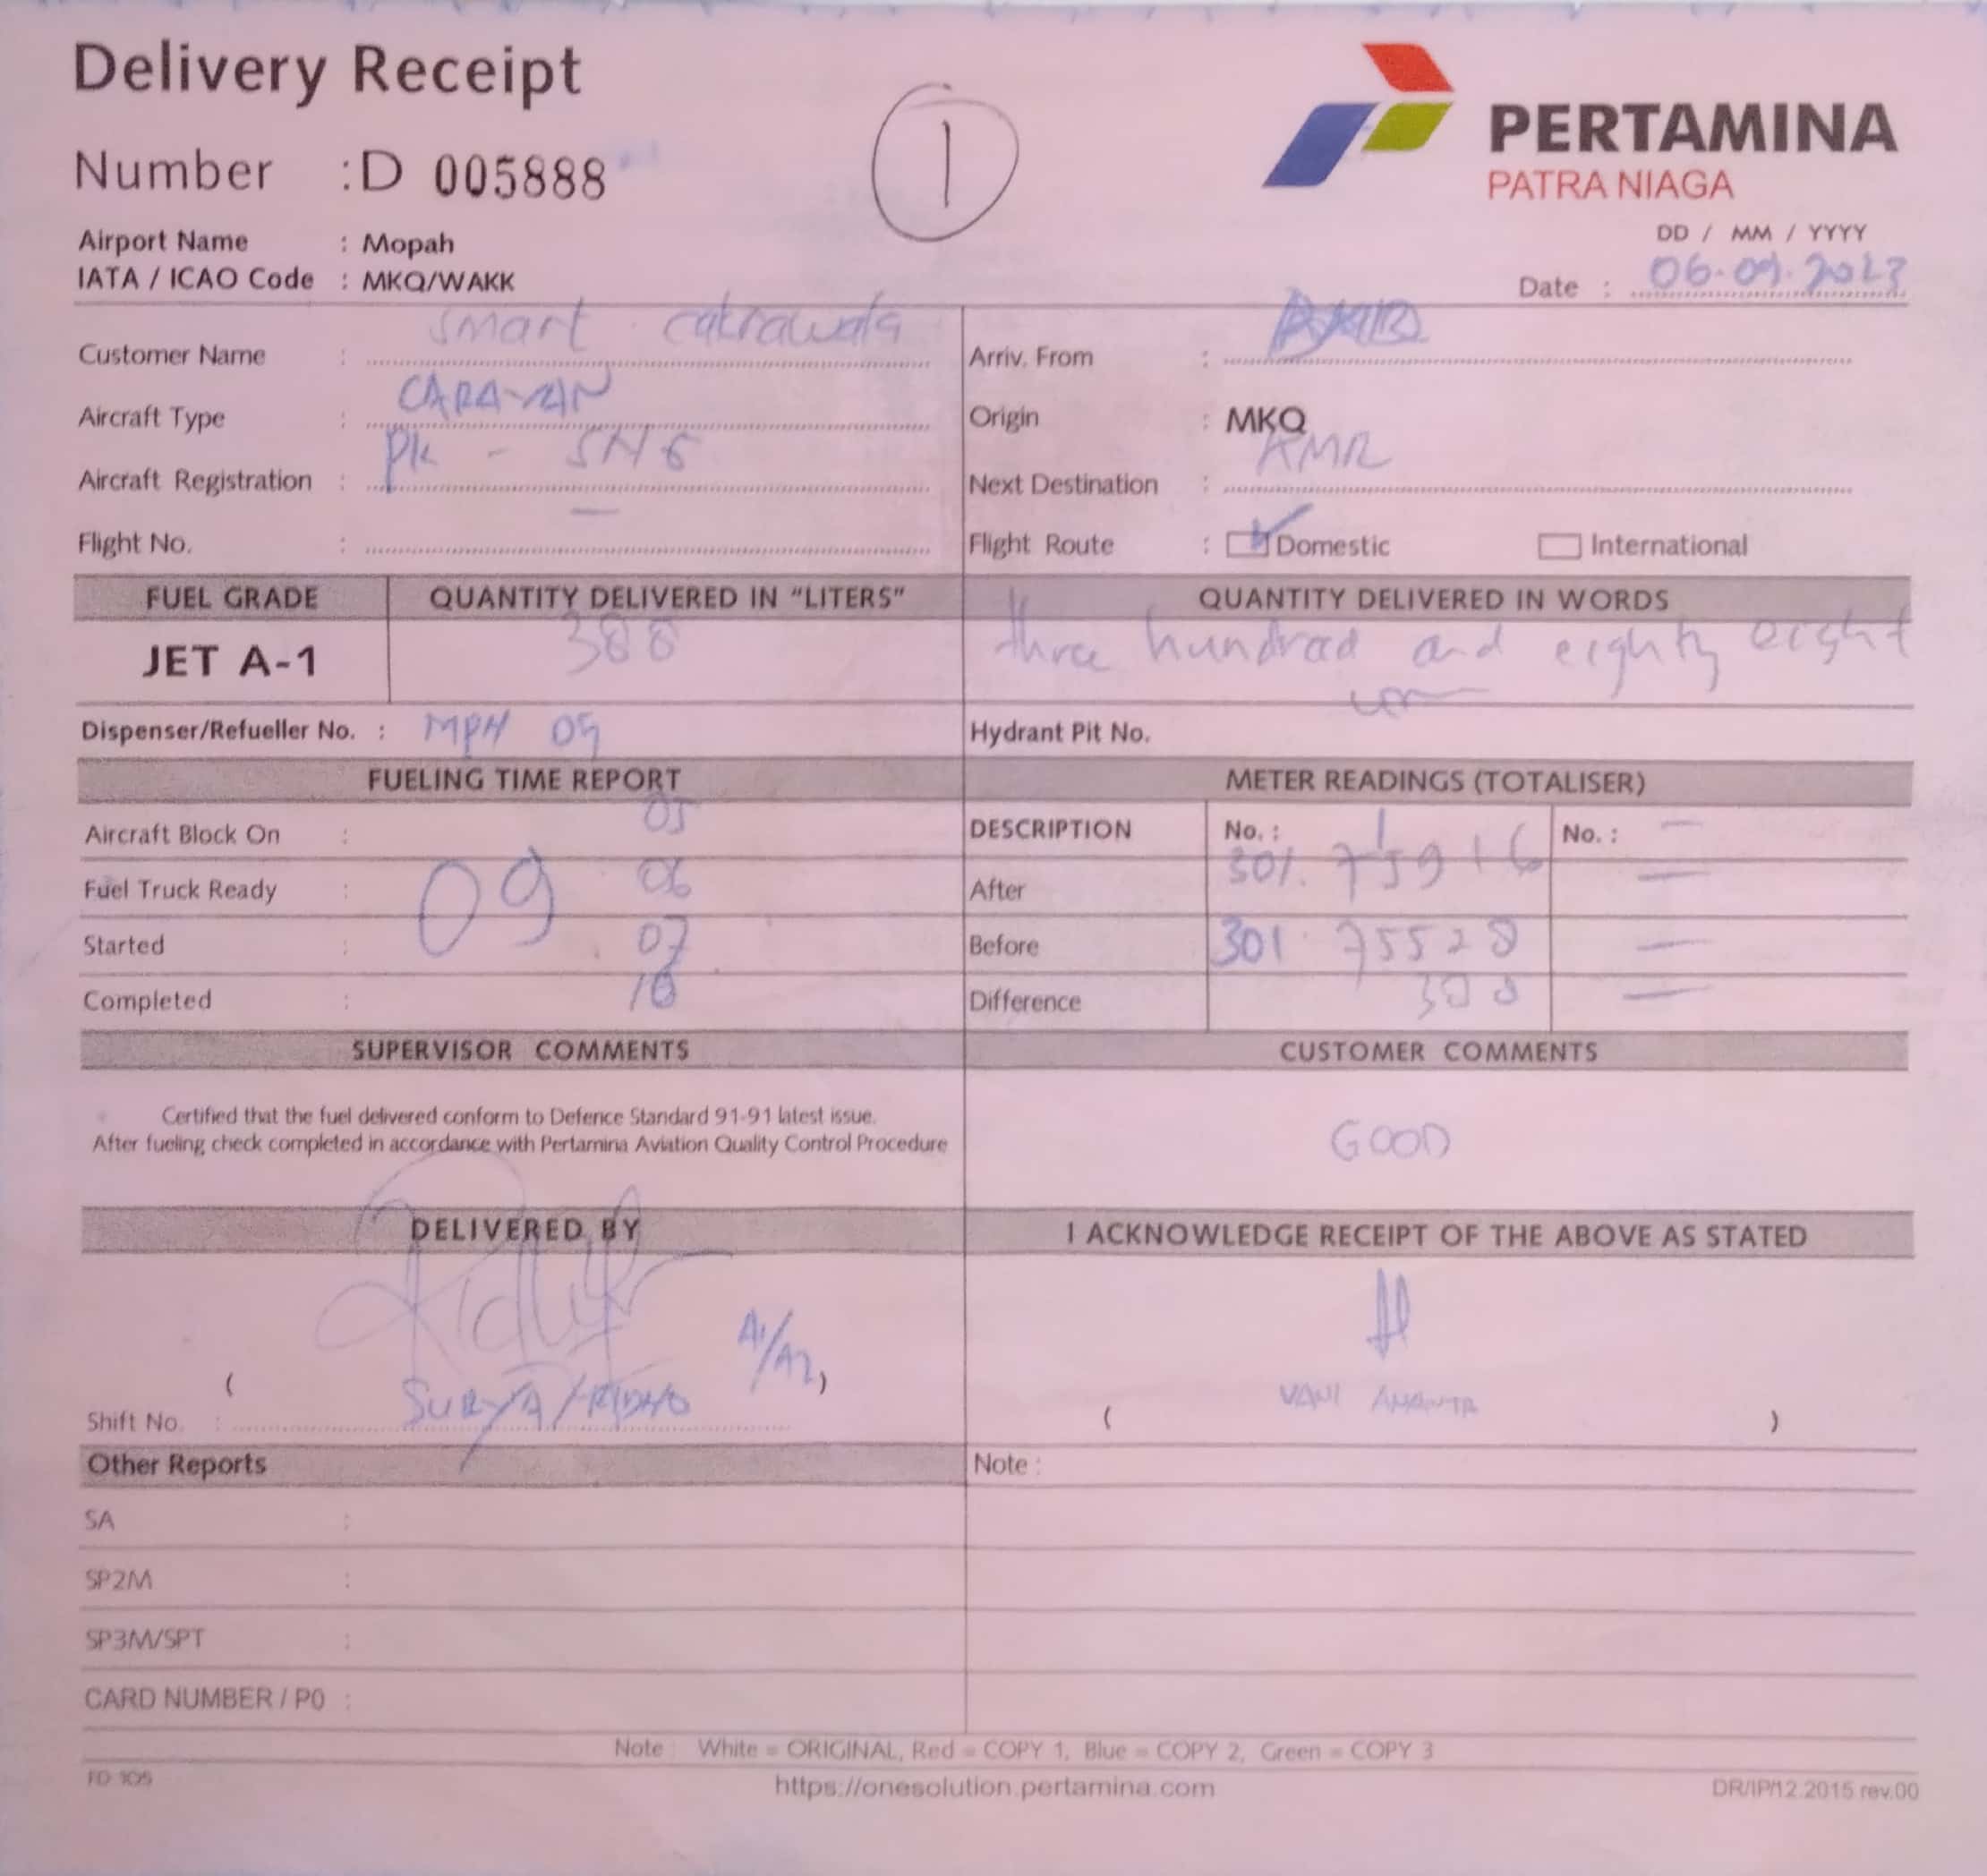 Delivery Receipt
Number : D 005888
1
PERTAMINA
PATRA NIAGA
Airport Name : Mopah
IATA / ICAO Code : MKQ/WAKK
DD / MM / YYYY
Date : 06.09.2023
Customer Name : smart cakrawala
Aircraft Type : CARAVAN
Aircraft Registration : PK -
Flight No. :
Arriv. From :
Origin : MKQ
Next Destination :
Flight Route : Domestic International
FUEL GRADE QUANTITY DELIVERED IN "LITERS" QUANTITY DELIVERED IN WORDS
JET A-1 388 three hundred and eighty eight
Dispenser/Refueller No. : MPH 09
Hydrant Pit No.
FUELING TIME REPORT
Aircraft Block On : 05
Fuel Truck Ready : 06
09
Started : 07
Completed : 10
METER READINGS (TOTALISER)
DESCRIPTION No. : 1 No. : —
After 301. 75916 —
Before 301. 75528 —
Difference 388 —
SUPERVISOR COMMENTS
Certified that the fuel delivered conform to Defence Standard 91-91 latest issue.
After fueling check completed in accordance with Pertamina Aviation Quality Control Procedure
CUSTOMER COMMENTS
GOOD
DELIVERED BY
A1/A2
( )
SURYA / RIDHO
Shift No. :
I ACKNOWLEDGE RECEIPT OF THE ABOVE AS STATED
VANI ANANTA
( )
Other Reports
SA :
SP2M :
SP3M/SPT :
CARD NUMBER / PO :
Note :
Note White = ORIGINAL, Red = COPY 1, Blue = COPY 2, Green = COPY 3
FD 105
https://onesolution.pertamina.com
DR/IP/12.2015 rev.00